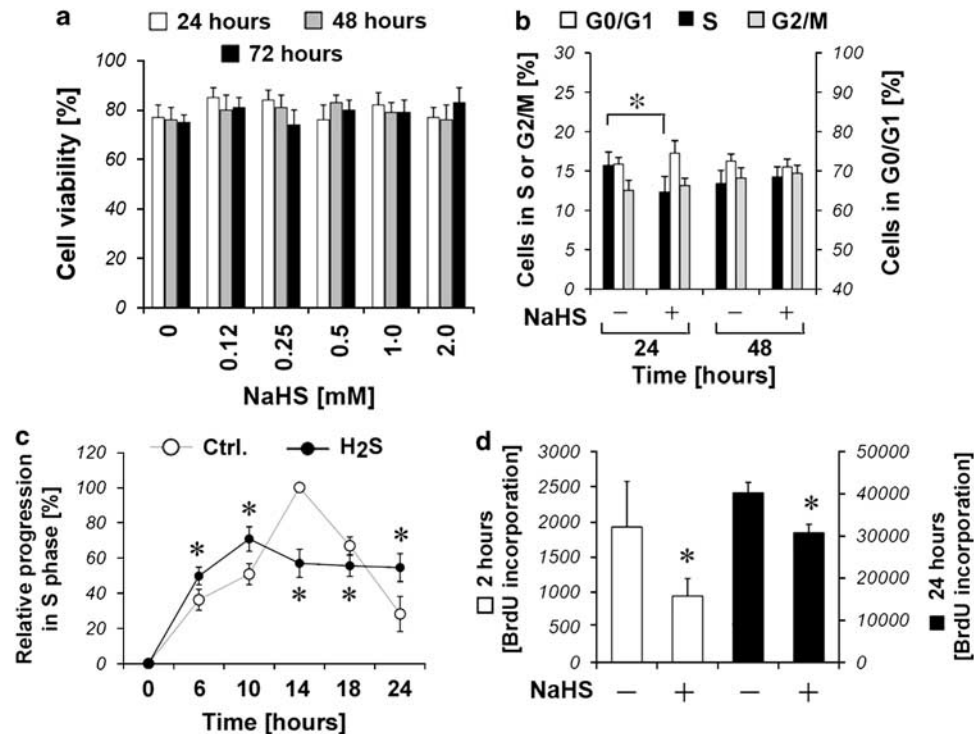 a
24 hours 48 hours
72 hours
Cell viability [%]
100
80
60
40
20
0
0 0.12 0.25 0.5 1·0 2.0
NaHS [mM]
b
G0/G1 S G2/M
Cells in S or G2/M [%]
30
25
20
15
10
5
0
*
100
90
80
70
60
50
40
Cells in G0/G1 [%]
NaHS − + − +
24 48
Time [hours]
c
Ctrl. H2S
Relative progression
in S phase [%]
120
100
80
60
40
20
0
* * * * *
0 6 10 14 18 24
Time [hours]
d
2 hours
[BrdU incorporation]
3000
2500
2000
1500
1000
500
0
* *
50000
40000
30000
20000
10000
0
24 hours
[BrdU incorporation]
NaHS − + − +